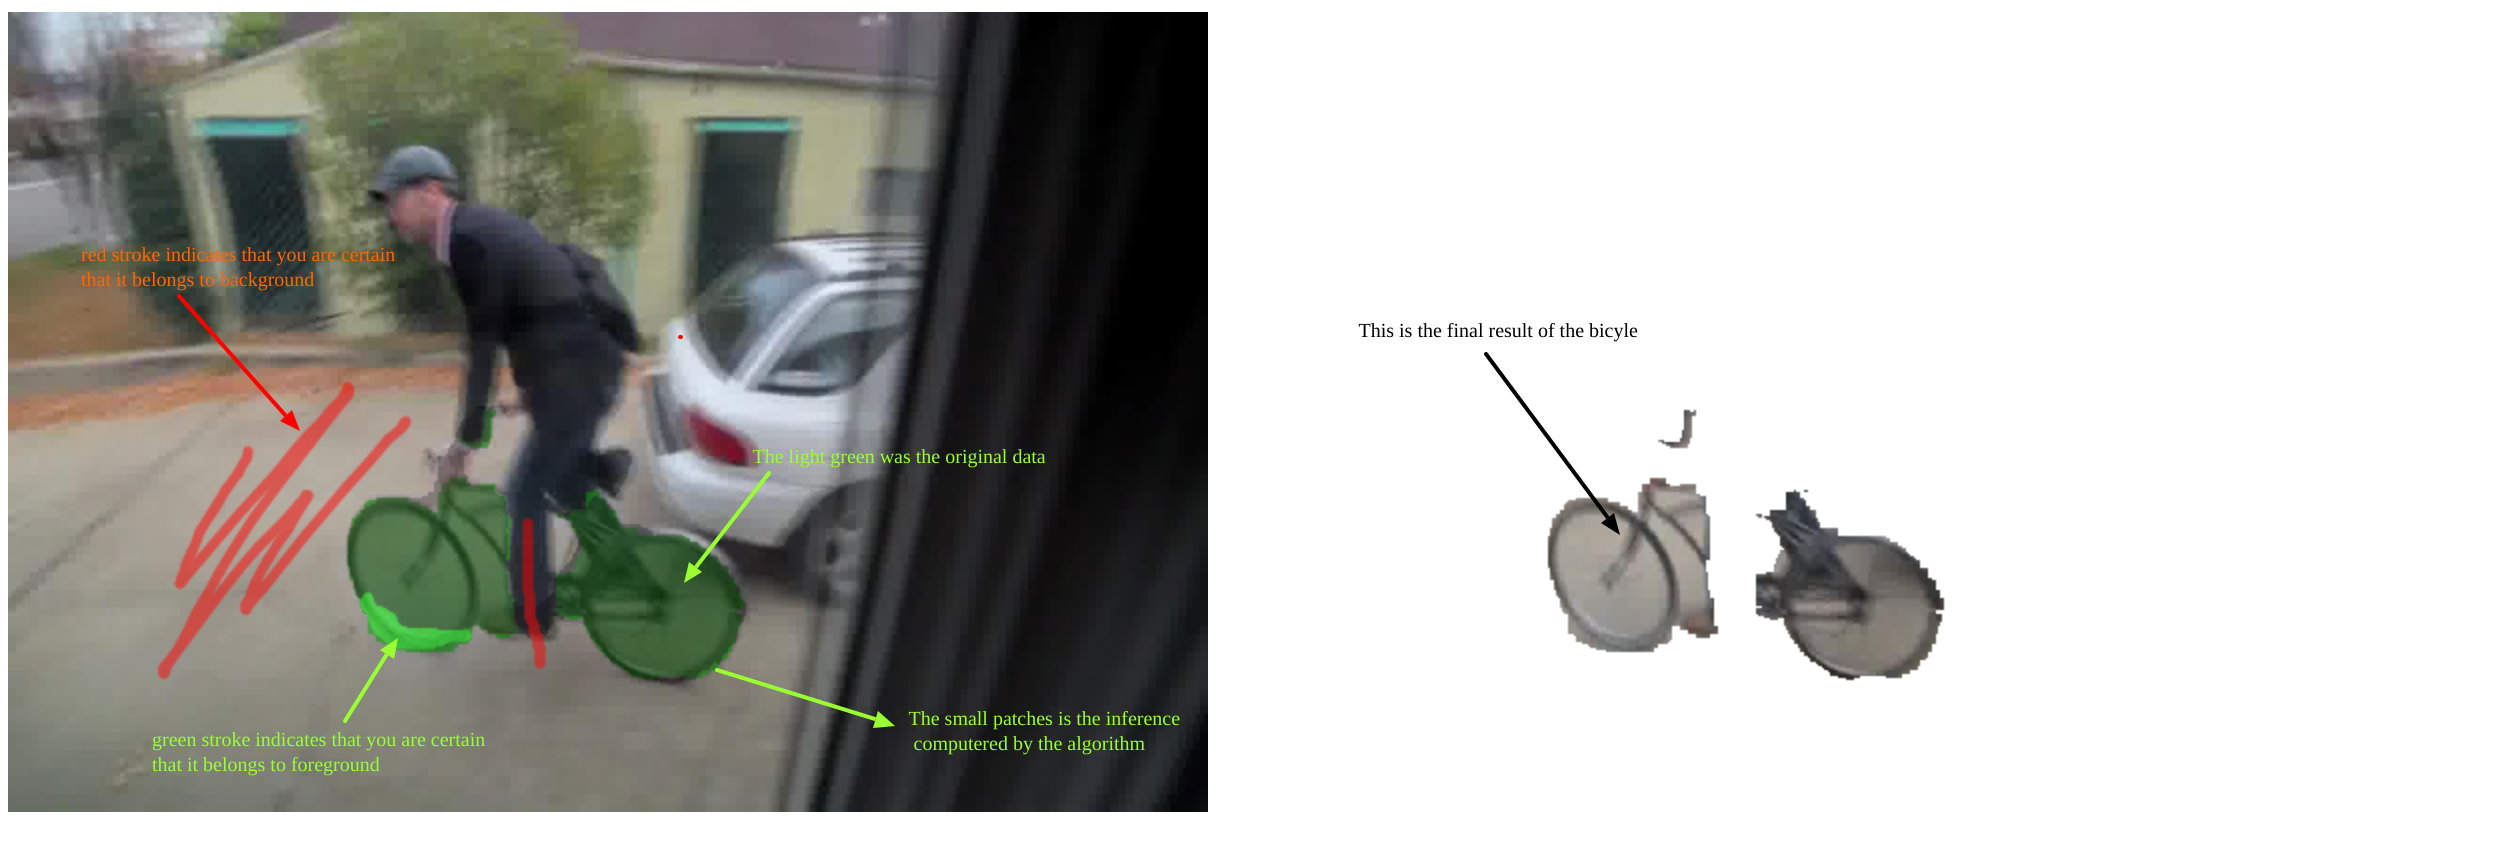 red stroke indicates that you are certain
that it belongs to background
This is the final result of the bicyle
The light green was the original data
The small patches is the inference
computered by the algorithm
green stroke indicates that you are certain
that it belongs to foreground